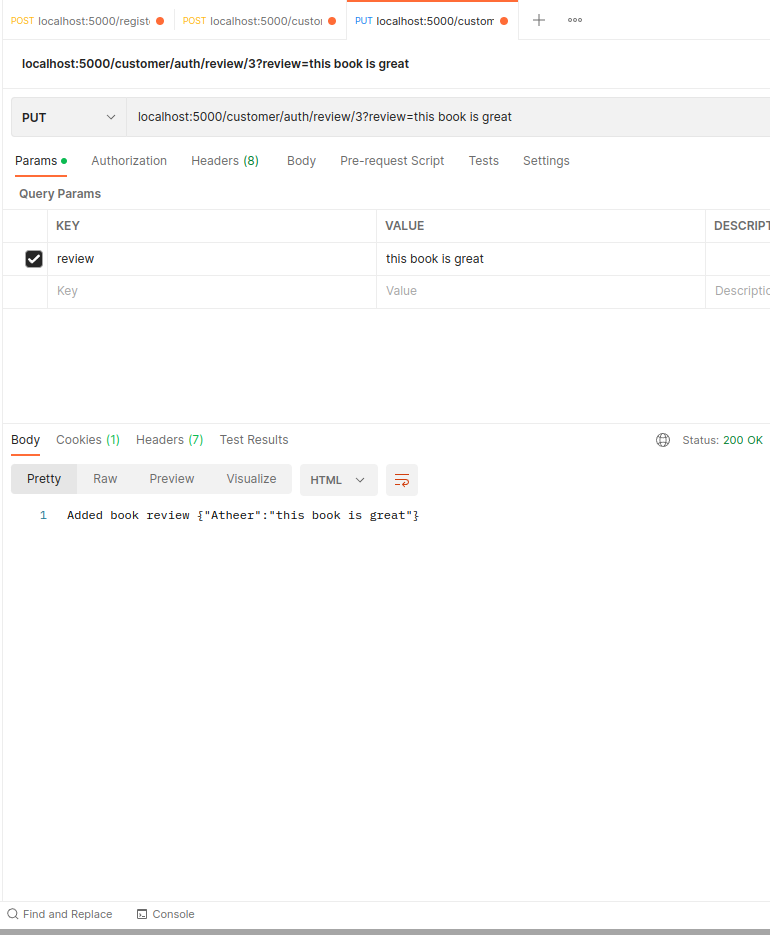 POST localhost:5000/regist POST localhost:5000/custor PUT localhost:5000/custom
localhost:5000/customer/auth/review/3?review=this book is great
PUT localhost:5000/customer/auth/review/3?review=this book is great
Params Authorization Headers (8) Body Pre-request Script Tests Settings
Query Params
KEY VALUE DESCRIPT
review this book is great
Key Value Descriptic
Body Cookies (1) Headers (7) Test Results Status: 200 OK
Pretty Raw Preview Visualize HTML
1 Added book review {"Atheer":"this book is great"}
Find and Replace Console